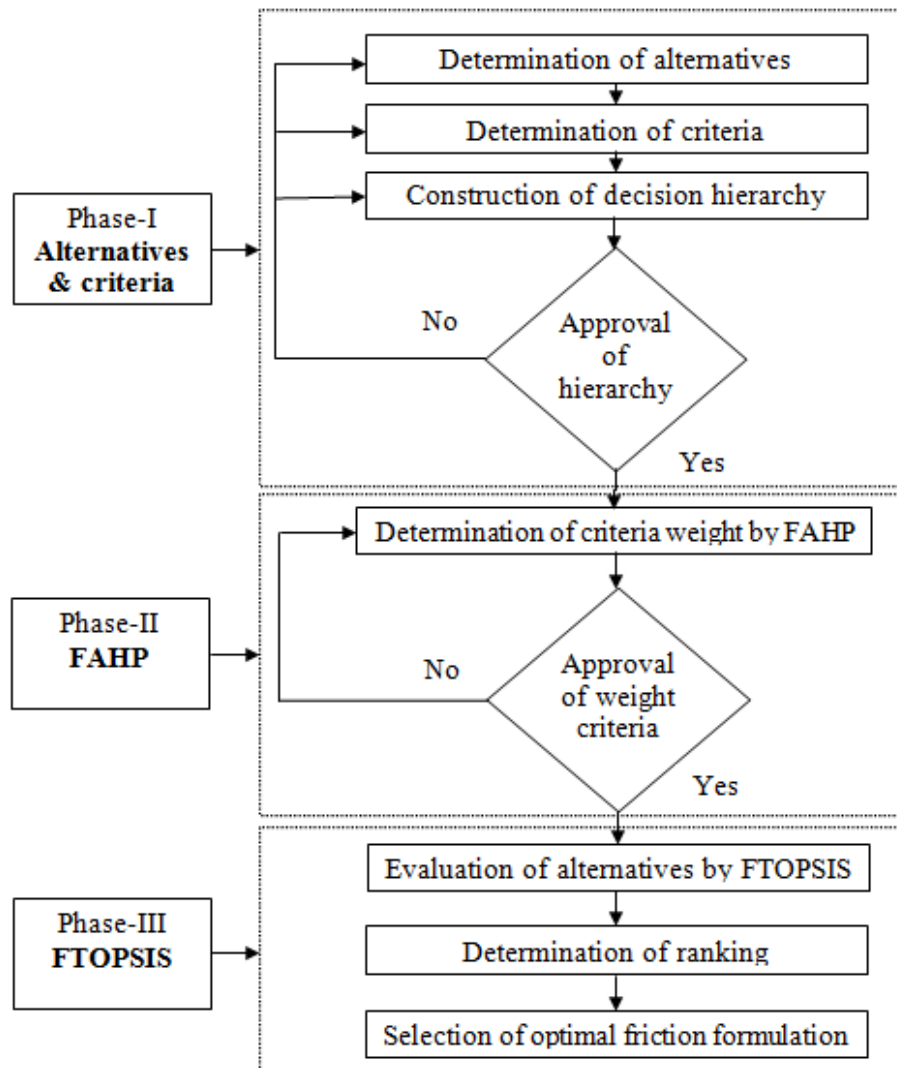 Determination of alternatives
Determination of criteria
Construction of decision hierarchy
Phase-I
Alternatives
& criteria
No
Approval
of
hierarchy
Yes
Determination of criteria weight by FAHP
Phase-II
FAHP
No
Approval
of weight
criteria
Yes
Evaluation of alternatives by FTOPSIS
Phase-III
FTOPSIS
Determination of ranking
Selection of optimal friction formulation